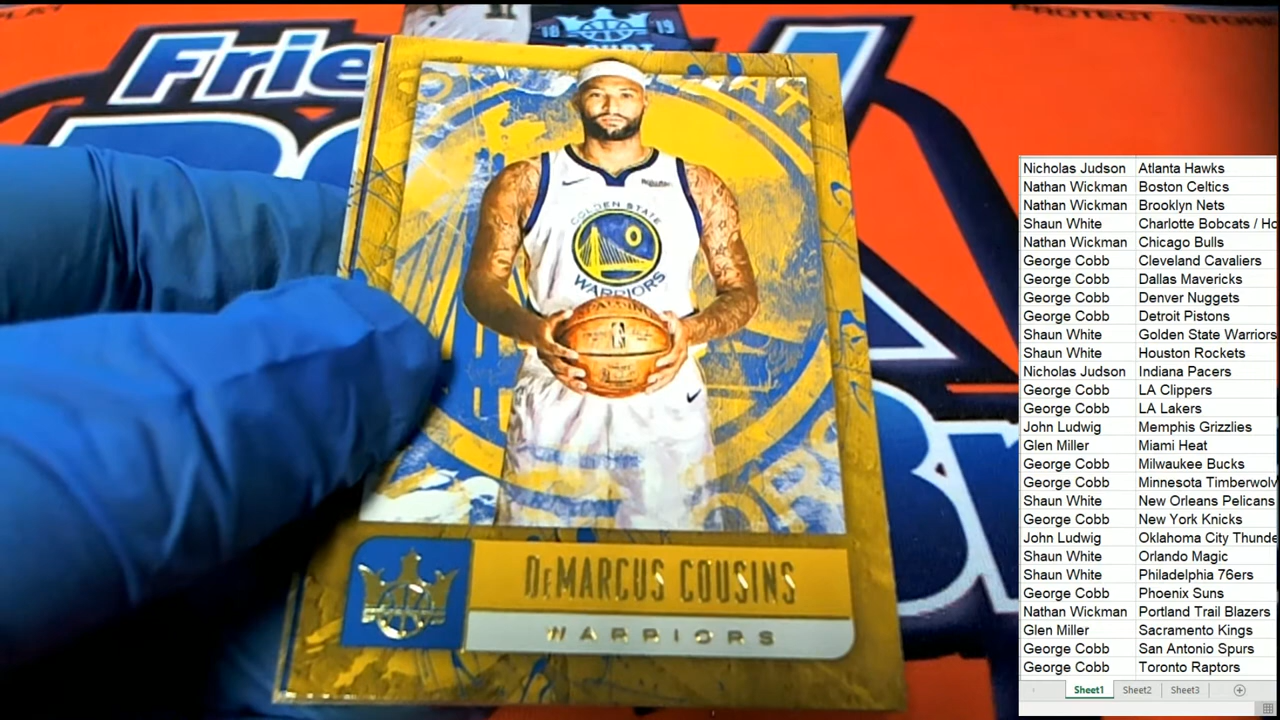 PLAY
PROTECT - STORE
18 19
COURT
Frie
GOLDEN STATE
0
WARRIORS
SPALDING
DeMARCUS COUSINS
WARRIORS
Nicholas Judson Atlanta Hawks
Nathan Wickman Boston Celtics
Nathan Wickman Brooklyn Nets
Shaun White Charlotte Bobcats / Ho
Nathan Wickman Chicago Bulls
George Cobb Cleveland Cavaliers
George Cobb Dallas Mavericks
George Cobb Denver Nuggets
George Cobb Detroit Pistons
Shaun White Golden State Warriors
Shaun White Houston Rockets
Nicholas Judson Indiana Pacers
George Cobb LA Clippers
George Cobb LA Lakers
John Ludwig Memphis Grizzlies
Glen Miller Miami Heat
George Cobb Milwaukee Bucks
George Cobb Minnesota Timberwolv
Shaun White New Orleans Pelicans
George Cobb New York Knicks
John Ludwig Oklahoma City Thunde
Shaun White Orlando Magic
Shaun White Philadelphia 76ers
George Cobb Phoenix Suns
Nathan Wickman Portland Trail Blazers
Glen Miller Sacramento Kings
George Cobb San Antonio Spurs
George Cobb Toronto Raptors
Sheet1 Sheet2 Sheet3